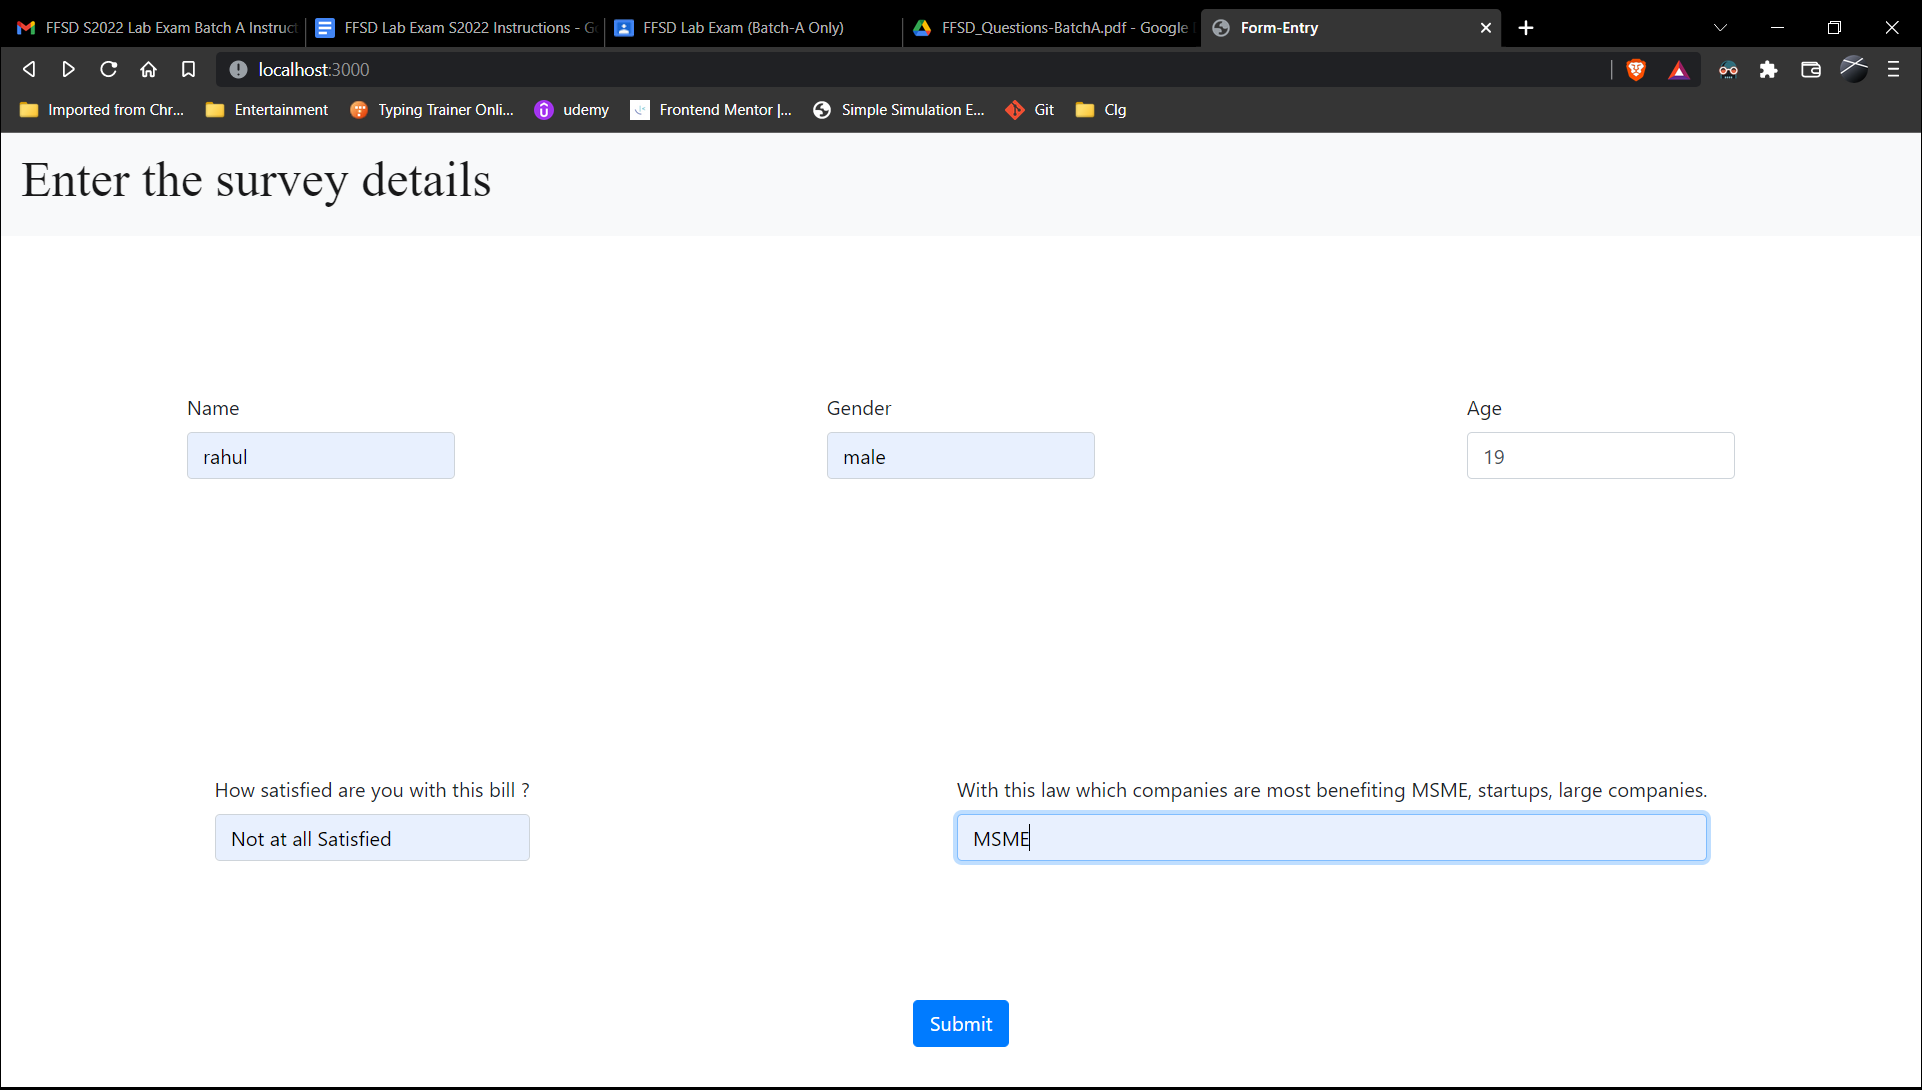 FFSD S2022 Lab Exam Batch A Instruct
FFSD Lab Exam S2022 Instructions - G
FFSD Lab Exam (Batch-A Only)
FFSD_Questions-BatchA.pdf - Google
Form-Entry
localhost:3000
Imported from Chr...
Entertainment
Typing Trainer Onli...
udemy
Frontend Mentor |...
Simple Simulation E...
Git
Clg
Enter the survey details
Name
Gender
Age
rahul
male
19
How satisfied are you with this bill ?
With this law which companies are most benefiting MSME, startups, large companies.
Not at all Satisfied
MSME
Submit